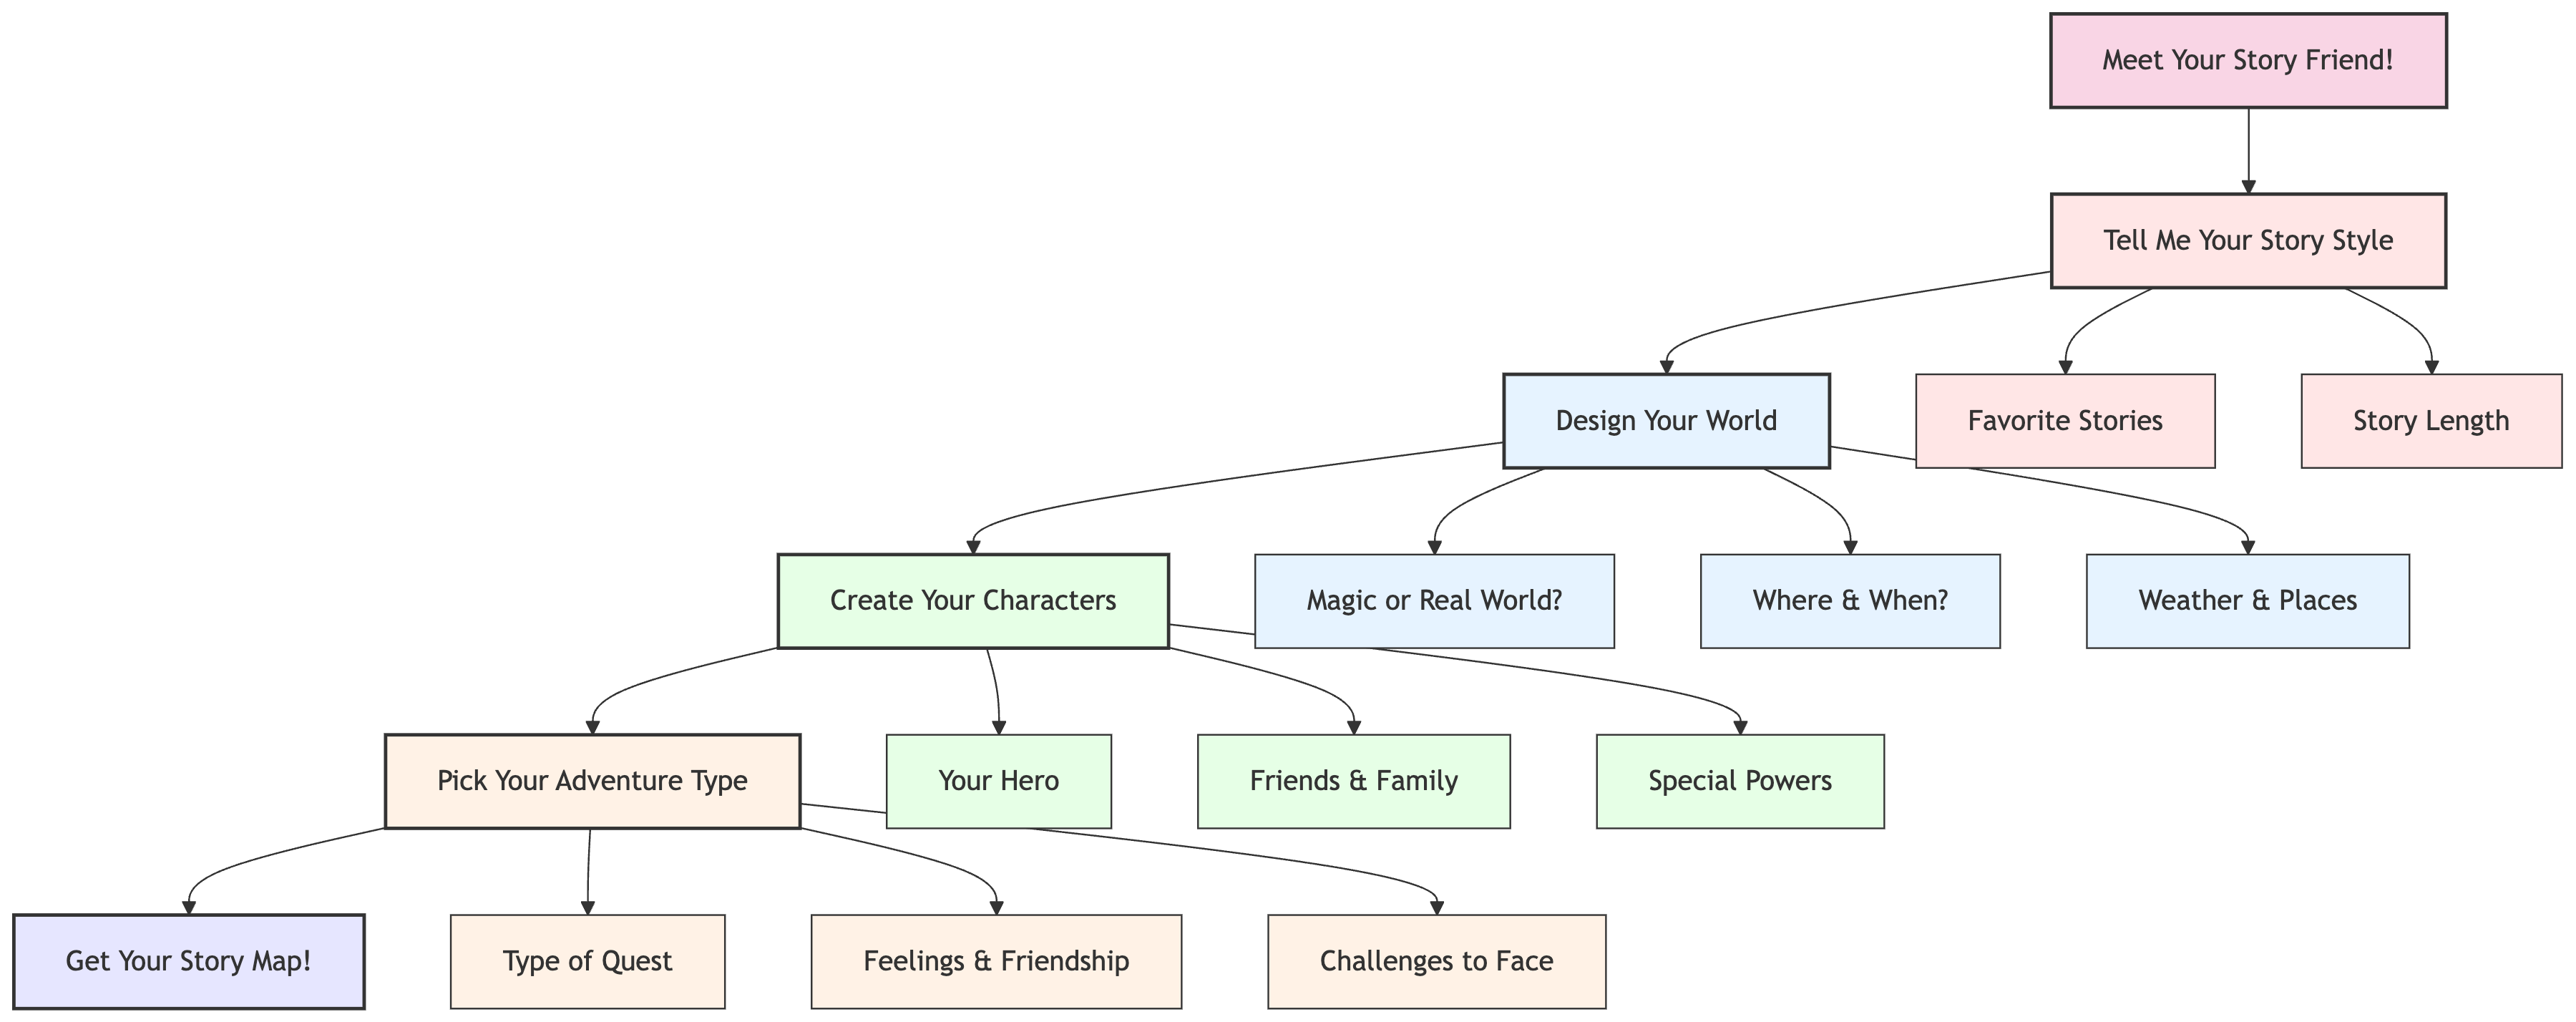 Meet Your Story Friend!
Tell Me Your Story Style
Design Your World
Favorite Stories
Story Length
Create Your Characters
Magic or Real World?
Where & When?
Weather & Places
Pick Your Adventure Type
Your Hero
Friends & Family
Special Powers
Get Your Story Map!
Type of Quest
Feelings & Friendship
Challenges to Face